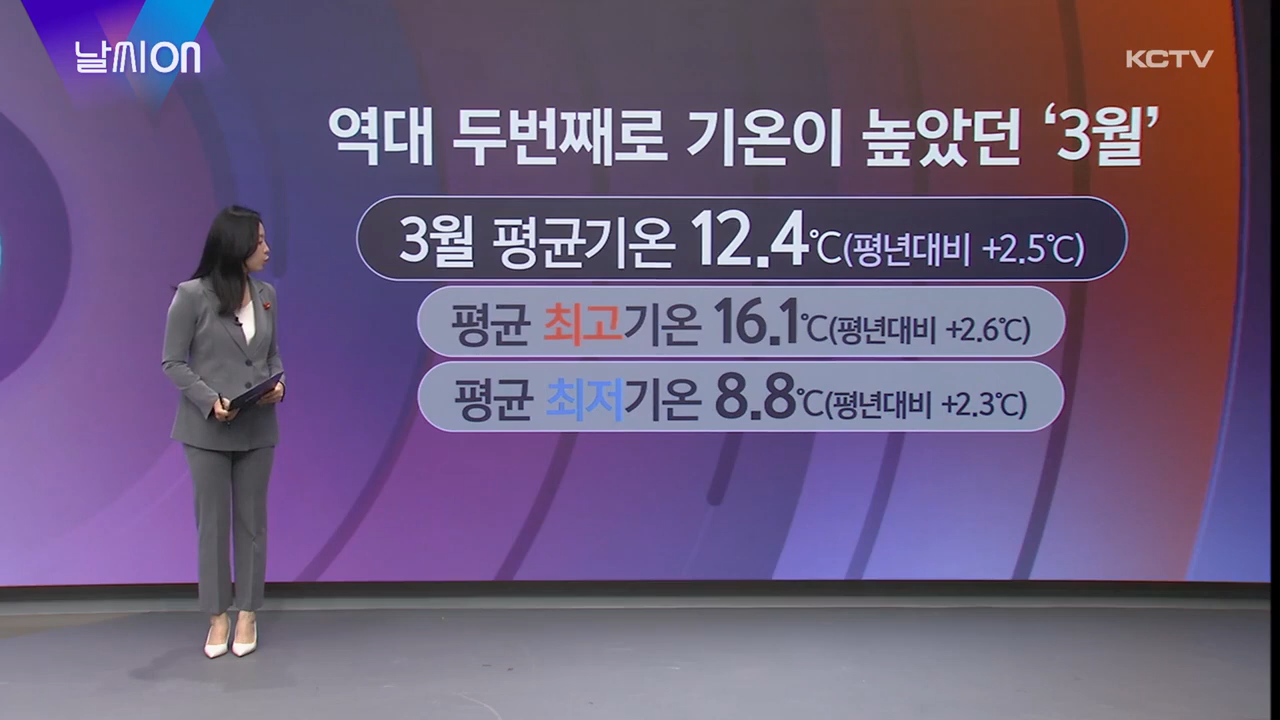 날씨ON
KCTV
역대 두번째로 기온이 높았던 ‘3월’
3월 평균기온 12.4℃(평년대비 +2.5℃)
평균 최고기온 16.1℃(평년대비 +2.6℃)
평균 최저기온 8.8℃(평년대비 +2.3℃)